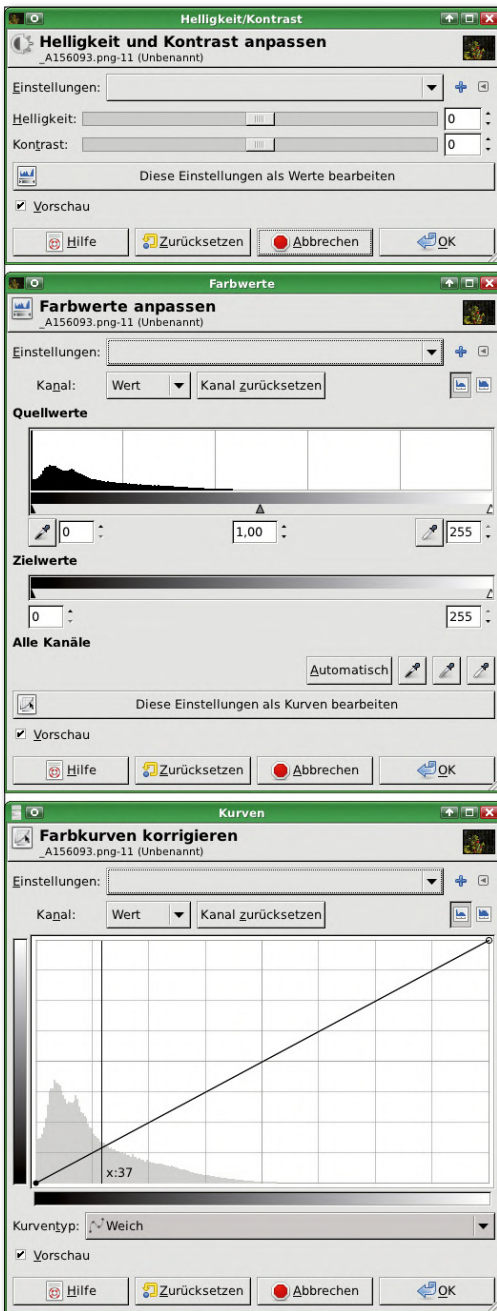 Helligkeit/Kontrast
Helligkeit und Kontrast anpassen
_A156093.png-11 (Unbenannt)
Einstellungen:
Helligkeit: 0
Kontrast: 0
Diese Einstellungen als Werte bearbeiten
Vorschau
Hilfe Zurücksetzen Abbrechen OK
Farbwerte
Farbwerte anpassen
_A156093.png-11 (Unbenannt)
Einstellungen:
Kanal: Wert Kanal zurücksetzen
Quellwerte
0 1,00 255
Zielwerte
0 255
Alle Kanäle
Automatisch
Diese Einstellungen als Kurven bearbeiten
Vorschau
Hilfe Zurücksetzen Abbrechen OK
Kurven
Farbkurven korrigieren
_A156093.png-11 (Unbenannt)
Einstellungen:
Kanal: Wert Kanal zurücksetzen
x:37
Kurventyp: Weich
Vorschau
Hilfe Zurücksetzen Abbrechen OK